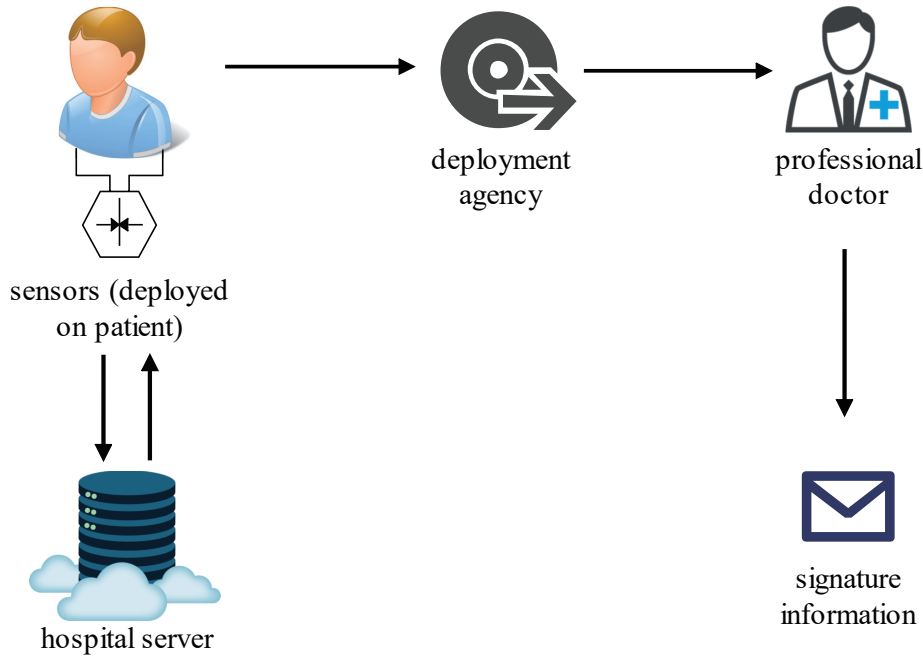 deployment
agency
professional
doctor
sensors (deployed
on patient)
hospital server
signature
information